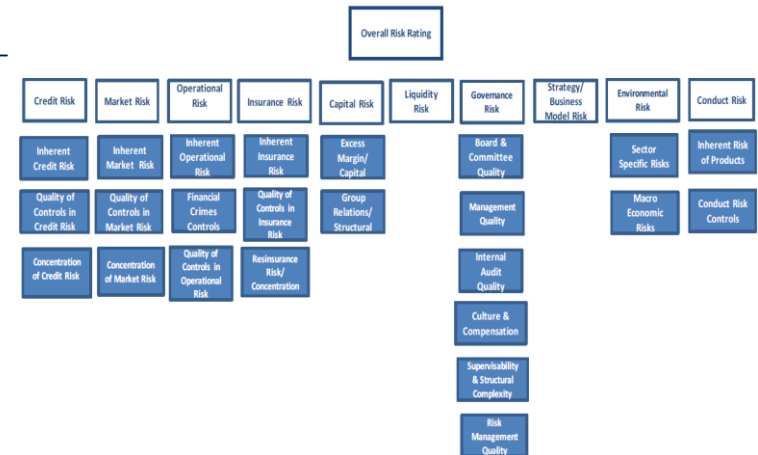 Overall Risk Rating
Credit Risk
Market Risk
Operational
Risk
Insurance Risk
Capital Risk
Liquidity
Risk
Governance
Risk
Strategy/
Business
Model Risk
Environmental
Risk
Conduct Risk
Inherent
Credit Risk
Inherent
Market Risk
Inherent
Operational
Risk
Inherent
Insurance
Risk
Excess
Margin/
Capital
Board &
Committee
Quality
Sector
Specific Risks
Inherent Risk
of Products
Quality of
Controls in
Credit Risk
Quality of
Controls in
Market Risk
Financial
Crimes
Controls
Quality of
Controls in
Insurance
Risk
Group
Relations/
Structural
Management
Quality
Macro
Economic
Risks
Conduct Risk
Controls
Concentration
of Credit Risk
Concentration
of Market Risk
Quality of
Controls in
Operational
Risk
Resinsurance
Risk/
Concentration
Internal
Audit
Quality
Culture &
Compensation
Supervisability
& Structural
Complexity
Risk
Management
Quality